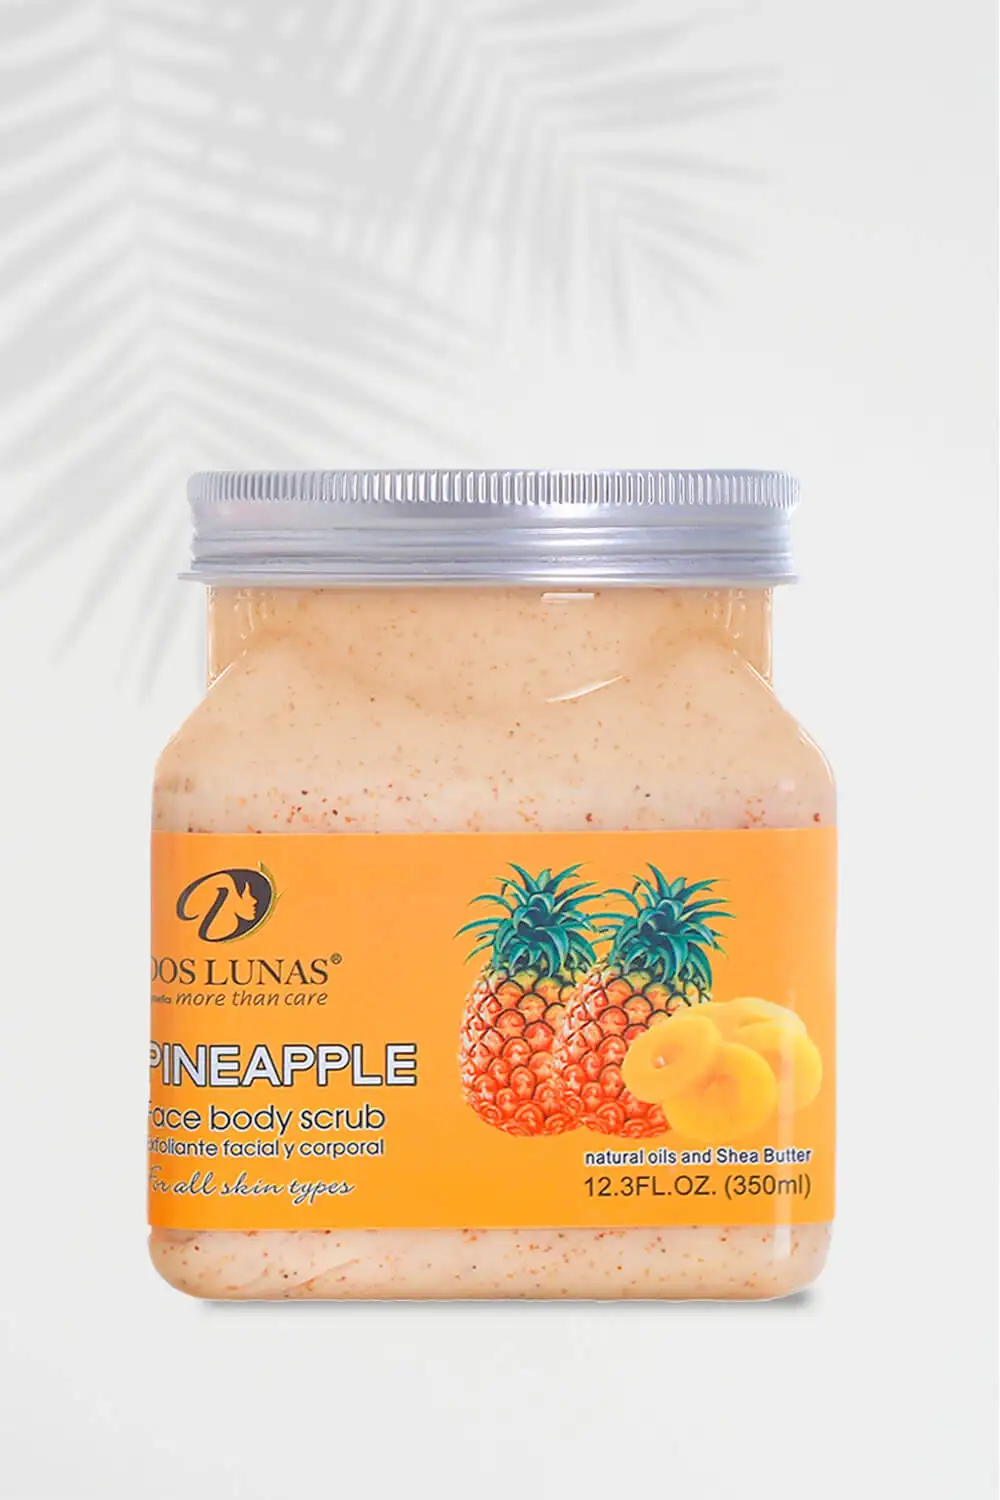 DOS LUNAS®
more than care
PINEAPPLE
Face body scrub
exfoliante facial y corporal
For all skin types
natural oils and Shea Butter
12.3FL.OZ. (350ml)